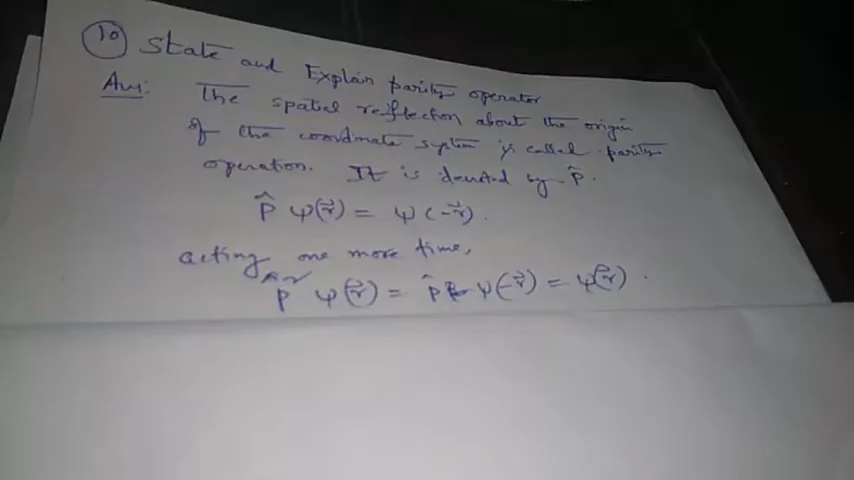 10 State and Explain parity operator
Ans: The spatial reflection about the origin
of the coordinate system is called parity
operation. It is denoted by P̂.
P̂ ψ(r⃗) = ψ(-r⃗).
acting one more time,
P̂² ψ(r⃗) = P̂ ψ(-r⃗) = ψ(r⃗).